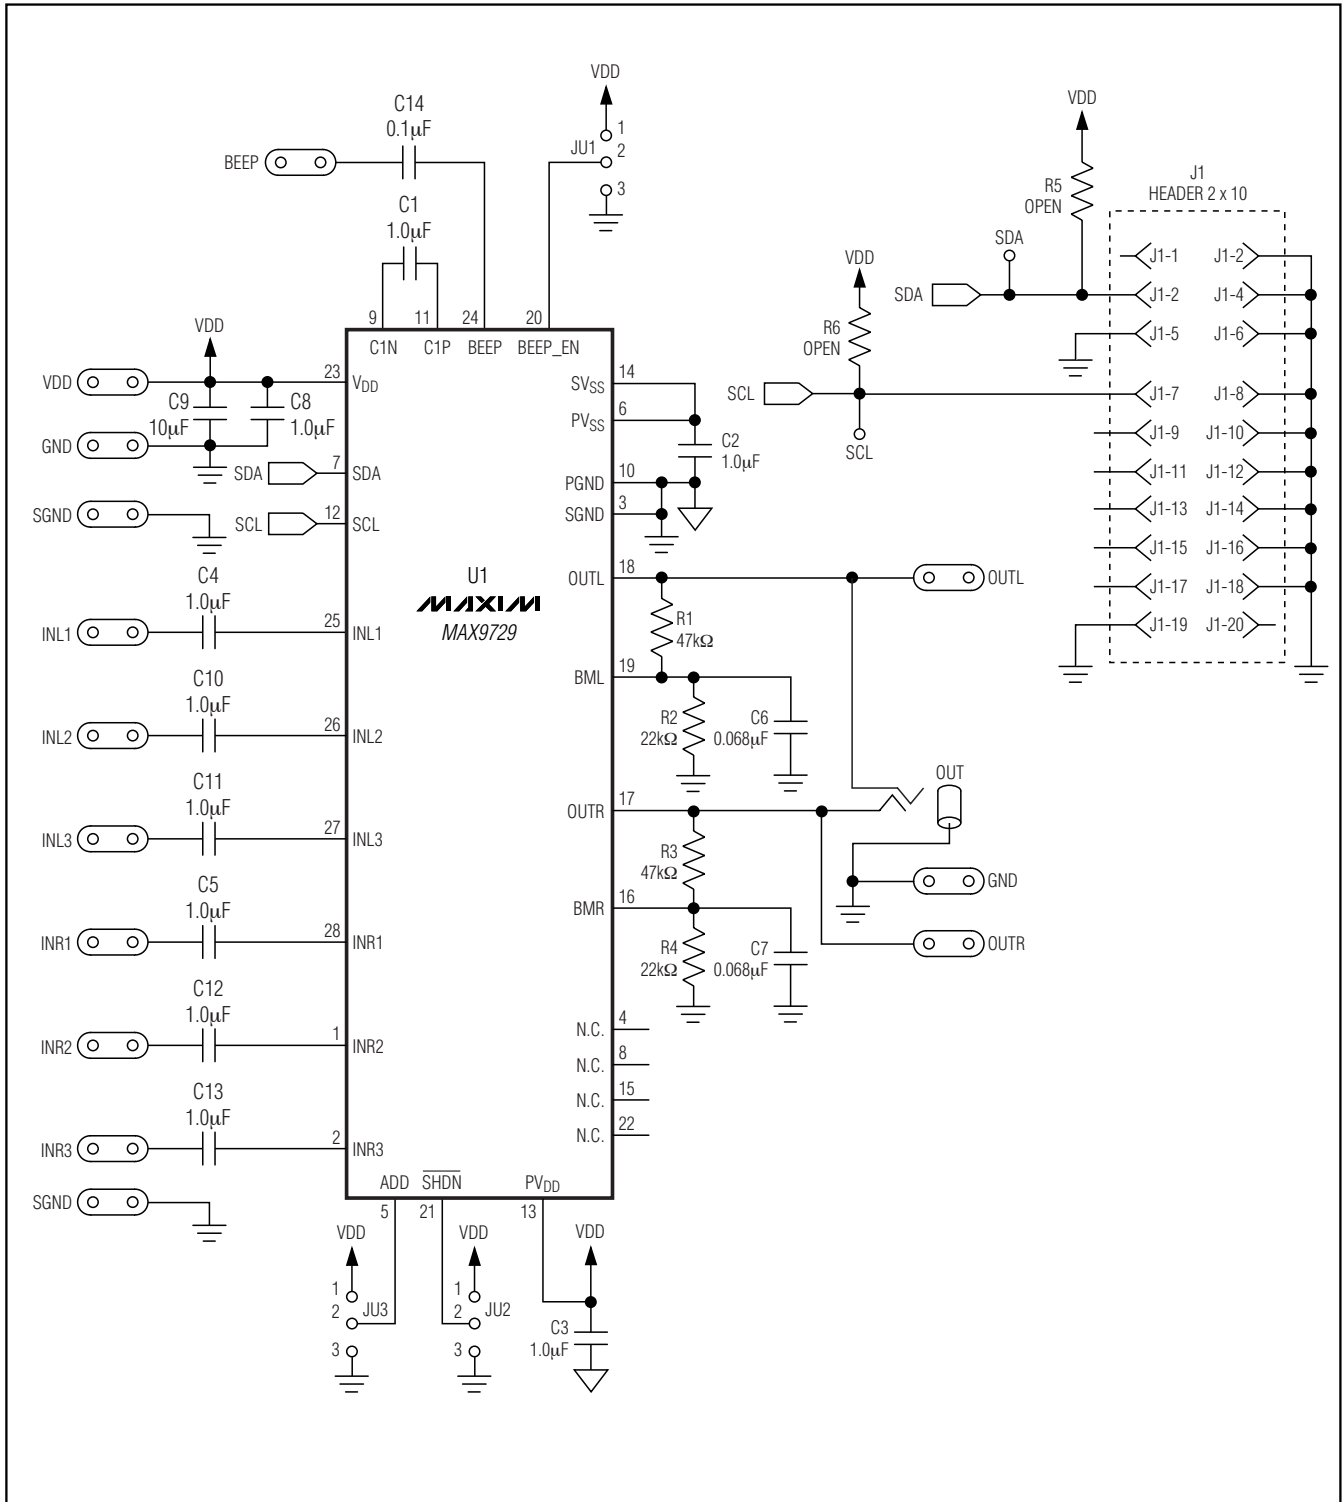 VDD
C14
0.1µF
BEEP
JU1
1
2
3
C1
1.0µF
VDD
R5
OPEN
J1
HEADER 2 x 10
SDA
SDA
VDD
R6
OPEN
SCL
SCL
J1-1 J1-2
J1-2 J1-4
J1-5 J1-6
J1-7 J1-8
J1-9 J1-10
J1-11 J1-12
J1-13 J1-14
J1-15 J1-16
J1-17 J1-18
J1-19 J1-20
9 11 24 20
C1N C1P BEEP BEEP_EN
VDD
VDD
23
VDD
C9
10µF
C8
1.0µF
GND
SDA
7
SDA
SGND
SCL
12
SCL
C4
1.0µF
INL1
25
INL1
C10
1.0µF
INL2
26
INL2
C11
1.0µF
INL3
27
INL3
C5
1.0µF
INR1
28
INR1
C12
1.0µF
INR2
1
INR2
C13
1.0µF
INR3
2
INR3
SGND
U1
MAXIM
MAX9729
SVSS
14
PVSS
6
C2
1.0µF
PGND
10
SGND
3
OUTL
18
OUTL
R1
47kΩ
BML
19
R2
22kΩ
C6
0.068µF
OUT
OUTR
17
R3
47kΩ
GND
BMR
16
R4
22kΩ
C7
0.068µF
OUTR
N.C.
4
N.C.
8
N.C.
15
N.C.
22
ADD SHDN PVDD
5 21 13
VDD
1
2
3
JU3
VDD
1
2
3
JU2
VDD
C3
1.0µF